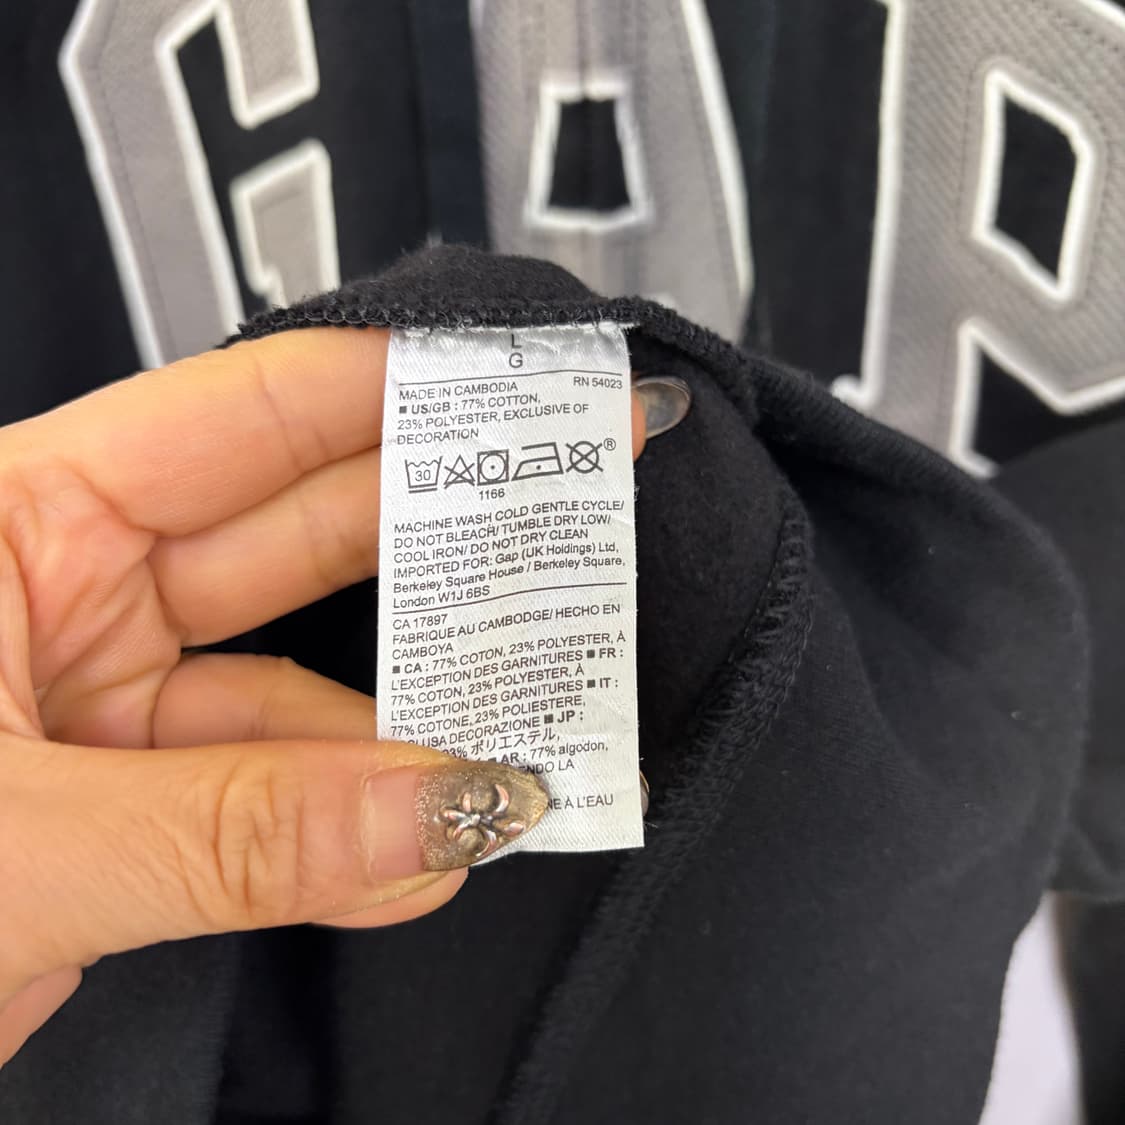 GAP
L
G
MADE IN CAMBODIA RN 54023
■ US/GB : 77% COTTON,
23% POLYESTER, EXCLUSIVE OF
DECORATION
30 ®
1166
MACHINE WASH COLD GENTLE CYCLE/
DO NOT BLEACH/ TUMBLE DRY LOW/
COOL IRON/ DO NOT DRY CLEAN
IMPORTED FOR: Gap (UK Holdings) Ltd,
Berkeley Square House / Berkeley Square,
London W1J 6BS
CA 17897
FABRIQUE AU CAMBODGE/ HECHO EN
CAMBOYA
■ CA : 77% COTON, 23% POLYESTER, À
L'EXCEPTION DES GARNITURES ■ FR :
77% COTON, 23% POLYESTER, À
L'EXCEPTION DES GARNITURES ■ IT :
77% COTONE, 23% POLIESTERE,
DECORAZIONE ■ JP :
23% ポリエステル,
■ AR : 77% algodon,
LA
À L'EAU